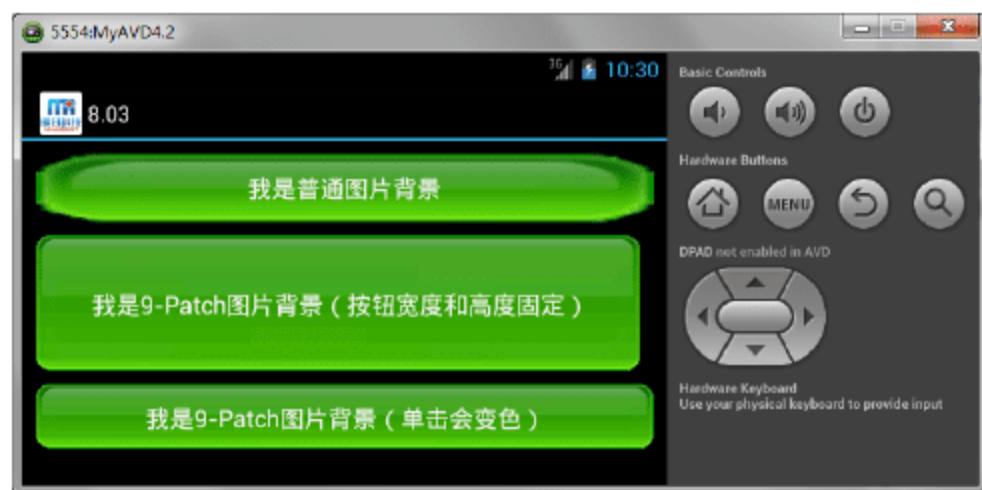 5554:MyAVD4.2
3G 10:30
8.03
我是普通图片背景
我是9-Patch图片背景（按钮宽度和高度固定）
我是9-Patch图片背景（单击会变色）
Basic Controls
Hardware Buttons
MENU
DPAD not enabled in AVD
Hardware Keyboard
Use your physical keyboard to provide input